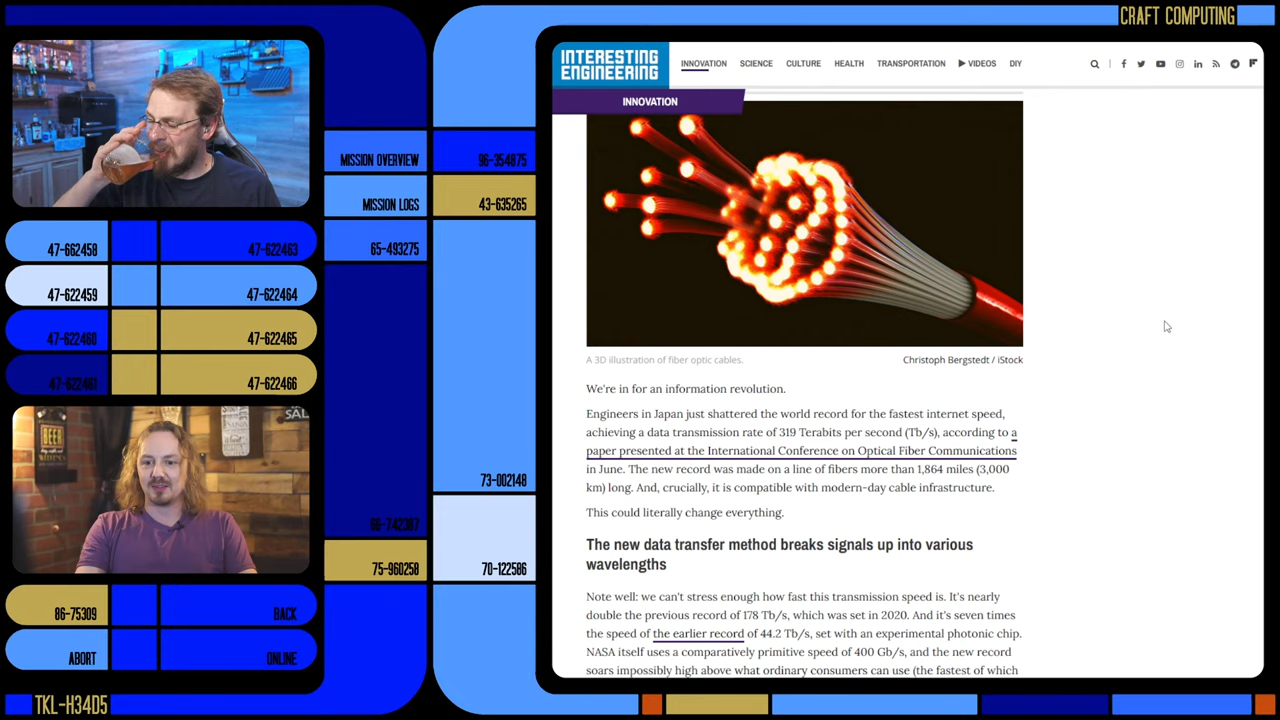 CRAFT COMPUTING
INTERESTING
ENGINEERING
INNOVATION
SCIENCE
CULTURE
HEALTH
TRANSPORTATION
VIDEOS
DIY
INNOVATION
MISSION OVERVIEW
96-354875
MISSION LOGS
43-635265
47-662458
47-622463
65-493275
47-622459
47-622464
47-622460
47-622465
47-622461
47-622466
A 3D illustration of fiber optic cables.
Christoph Bergstedt / iStock
We're in for an information revolution.
Engineers in Japan just shattered the world record for the fastest internet speed,
achieving a data transmission rate of 319 Terabits per second (Tb/s), according to a
paper presented at the International Conference on Optical Fiber Communications
in June. The new record was made on a line of fibers more than 1,864 miles (3,000
km) long. And, crucially, it is compatible with modern-day cable infrastructure.
This could literally change everything.
The new data transfer method breaks signals up into various
wavelengths
Note well: we can't stress enough how fast this transmission speed is. It's nearly
double the previous record of 178 Tb/s, which was set in 2020. And it's seven times
the speed of the earlier record of 44.2 Tb/s, set with an experimental photonic chip.
NASA itself uses a comparatively primitive speed of 400 Gb/s, and the new record
soars impossibly high above what ordinary consumers can use (the fastest of which
BEER
SAL
73-002148
75-960258
70-122586
86-75309
BACK
ABORT
ONLINE
TKL-H34D5